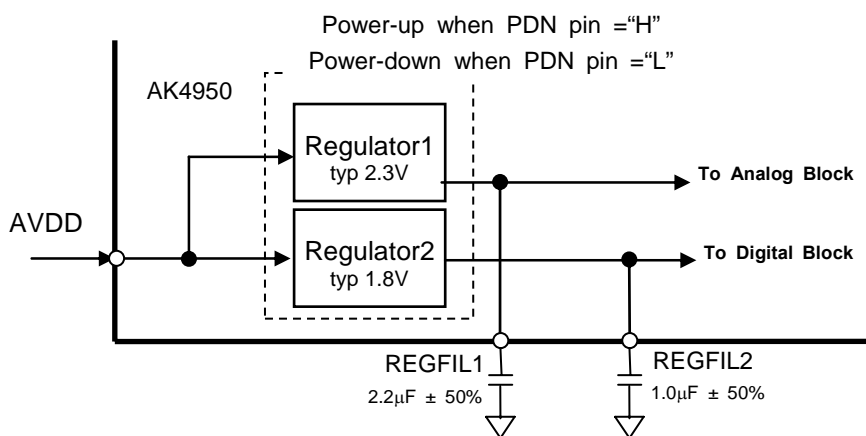 Power-up when PDN pin =“H”
Power-down when PDN pin =“L”
AK4950
Regulator1
typ 2.3V
To Analog Block
AVDD
Regulator2
typ 1.8V
To Digital Block
REGFIL1
2.2μF ± 50%
REGFIL2
1.0μF ± 50%